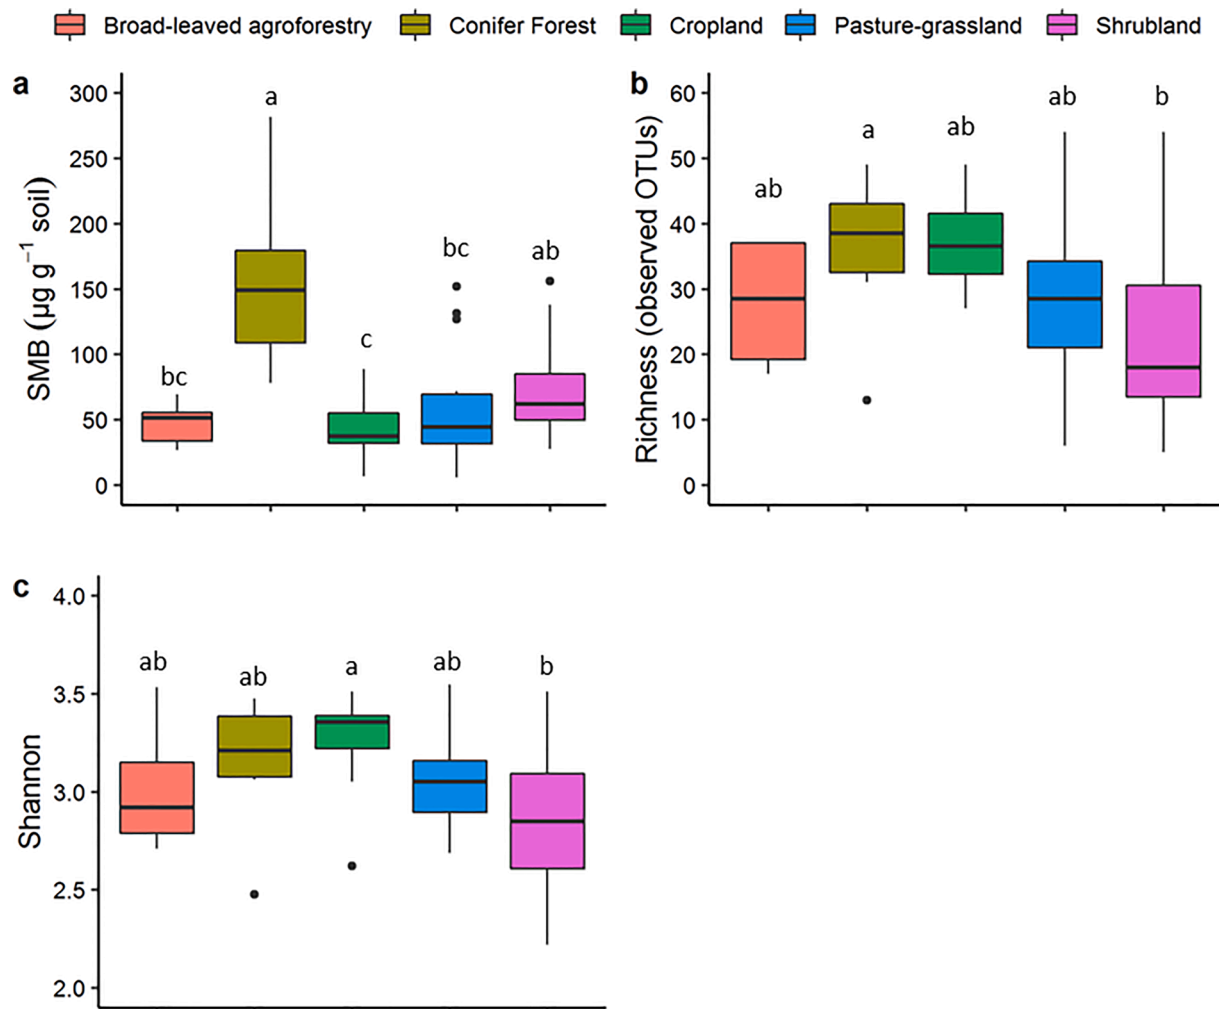 Broad-leaved agroforestry Conifer Forest Cropland Pasture-grassland Shrubland
a
SMB (µg g⁻¹ soil)
300
250
200
150
100
50
0
bc
a
c
bc
ab
b
Richness (observed OTUs)
60
50
40
30
20
10
0
ab
a
ab
ab
b
c
Shannon
4.0
3.5
3.0
2.5
2.0
ab
ab
a
ab
b